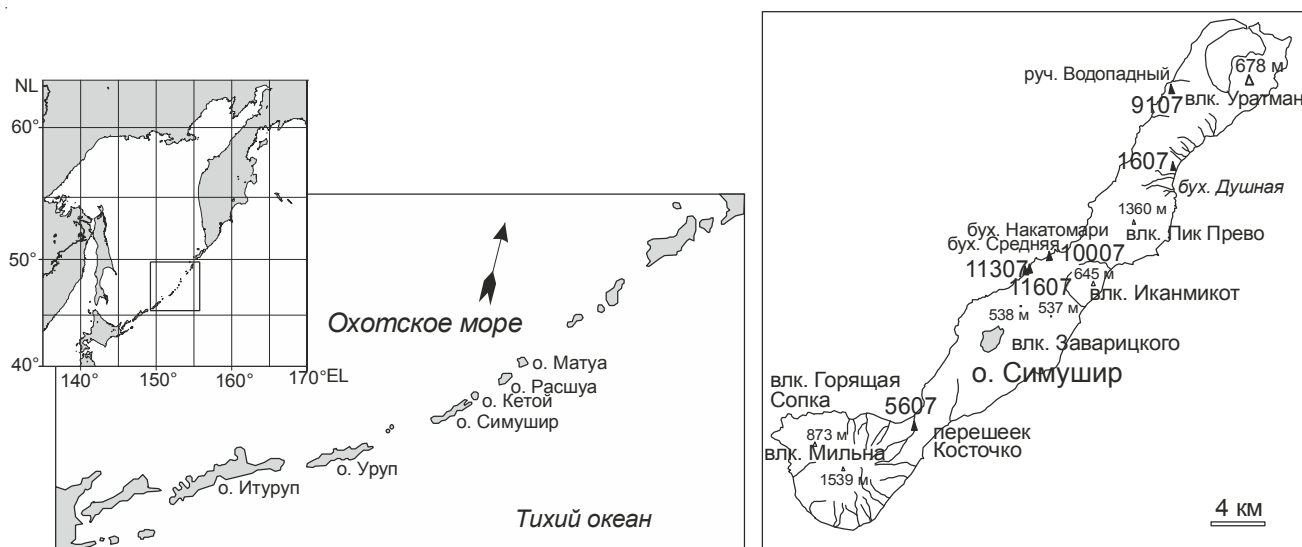 NL
60°
50°
40°
140°
150°
160°
170°EL
Охотское море
о. Матуа
о. Расшуа
о. Кетой
о. Симушир
о. Уруп
о. Итуруп
Тихий океан
678 м
руч. Водопадный
9107
влк. Уратман
1607
бух. Душная
1360 м
влк. Пик Прево
бух. Накатомари
бух. Средняя
10007
11307
645 м
11607
влк. Иканмикот
538 м
537 м
влк. Заварицкого
о. Симушир
влк. Горящая
Сопка
5607
873 м
перешеек
Косточко
влк. Мильна
1539 м
4 км